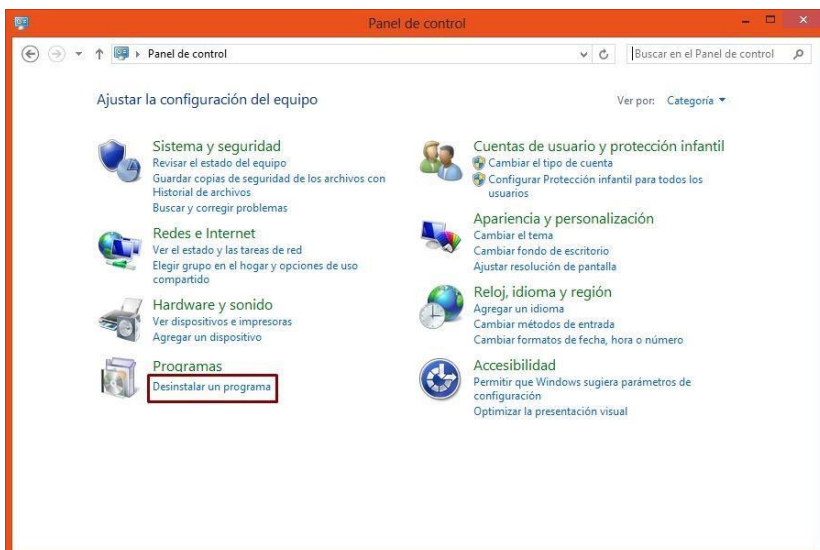 Panel de control
Panel de control
Buscar en el Panel de control
Ajustar la configuración del equipo
Ver por: Categoría
Sistema y seguridad
Revisar el estado del equipo
Guardar copias de seguridad de los archivos con
Historial de archivos
Buscar y corregir problemas
Redes e Internet
Ver el estado y las tareas de red
Elegir grupo en el hogar y opciones de uso
compartido
Hardware y sonido
Ver dispositivos e impresoras
Agregar un dispositivo
Programas
Desinstalar un programa
Cuentas de usuario y protección infantil
Cambiar el tipo de cuenta
Configurar Protección infantil para todos los
usuarios
Apariencia y personalización
Cambiar el tema
Cambiar fondo de escritorio
Ajustar resolución de pantalla
Reloj, idioma y región
Agregar un idioma
Cambiar métodos de entrada
Cambiar formatos de fecha, hora o número
Accesibilidad
Permitir que Windows sugiera parámetros de
configuración
Optimizar la presentación visual